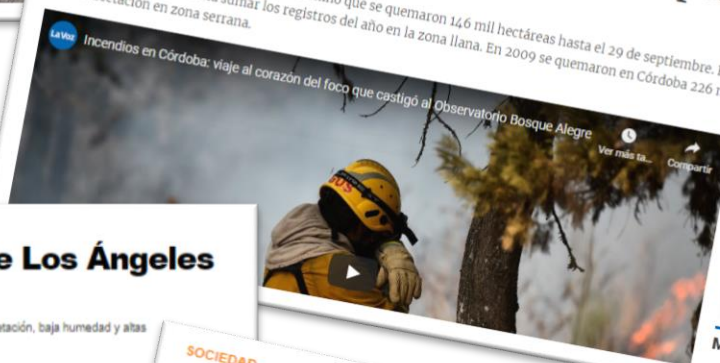 que se quemaron 146 mil hectáreas hasta el 29 de septiembre.
sumar los registros del año en la zona llana. En 2009 se quemaron en Córdoba 226
en zona serrana.
La Voz
Incendios en Córdoba: viaje al corazón del foco que castigó al Observatorio Bosque Alegre
Ver más ta...
Compartir
Los Ángeles
baja humedad y altas
SOCIEDAD